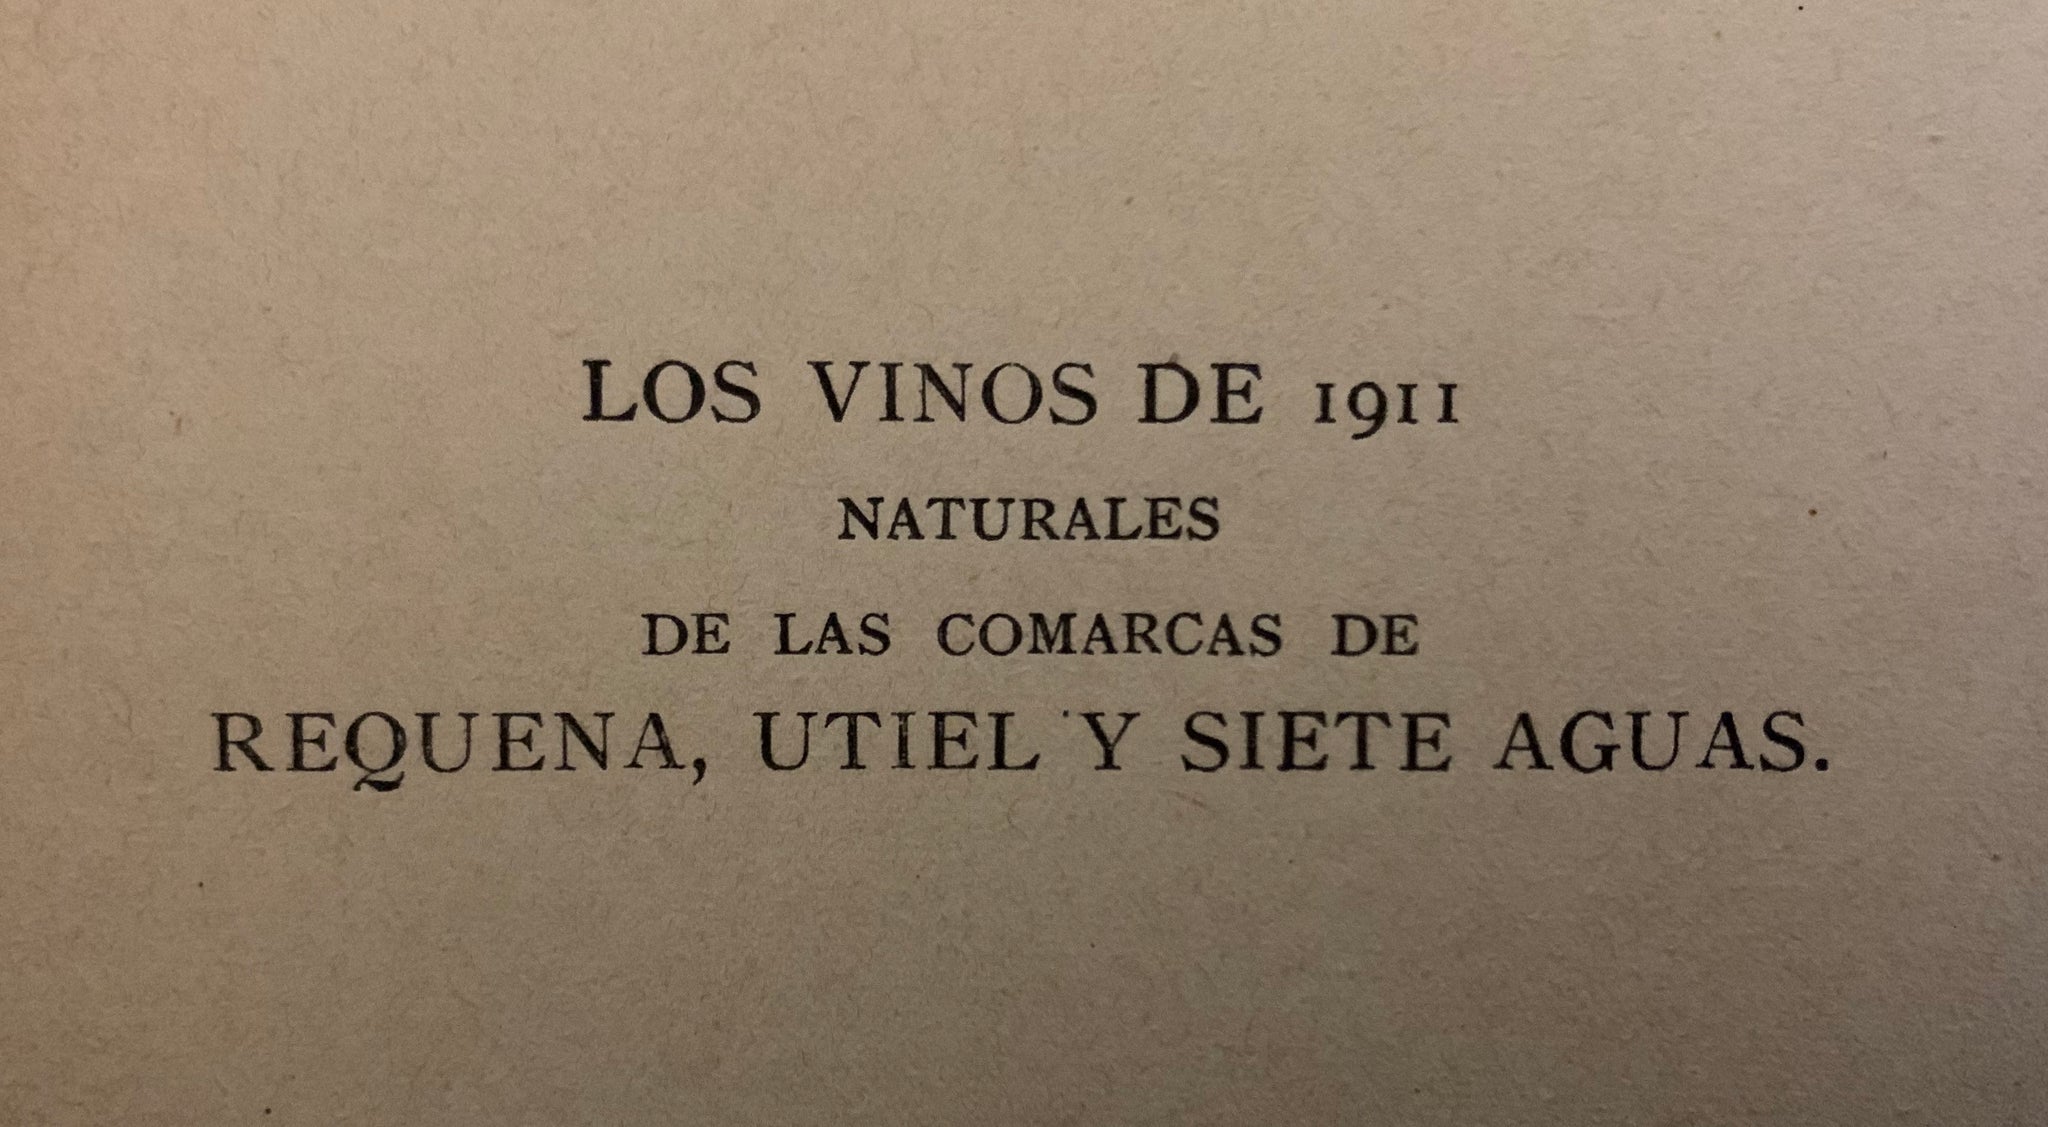 LOS VINOS DE 1911
NATURALES
DE LAS COMARCAS DE
REQUENA, UTIEL Y SIETE AGUAS.